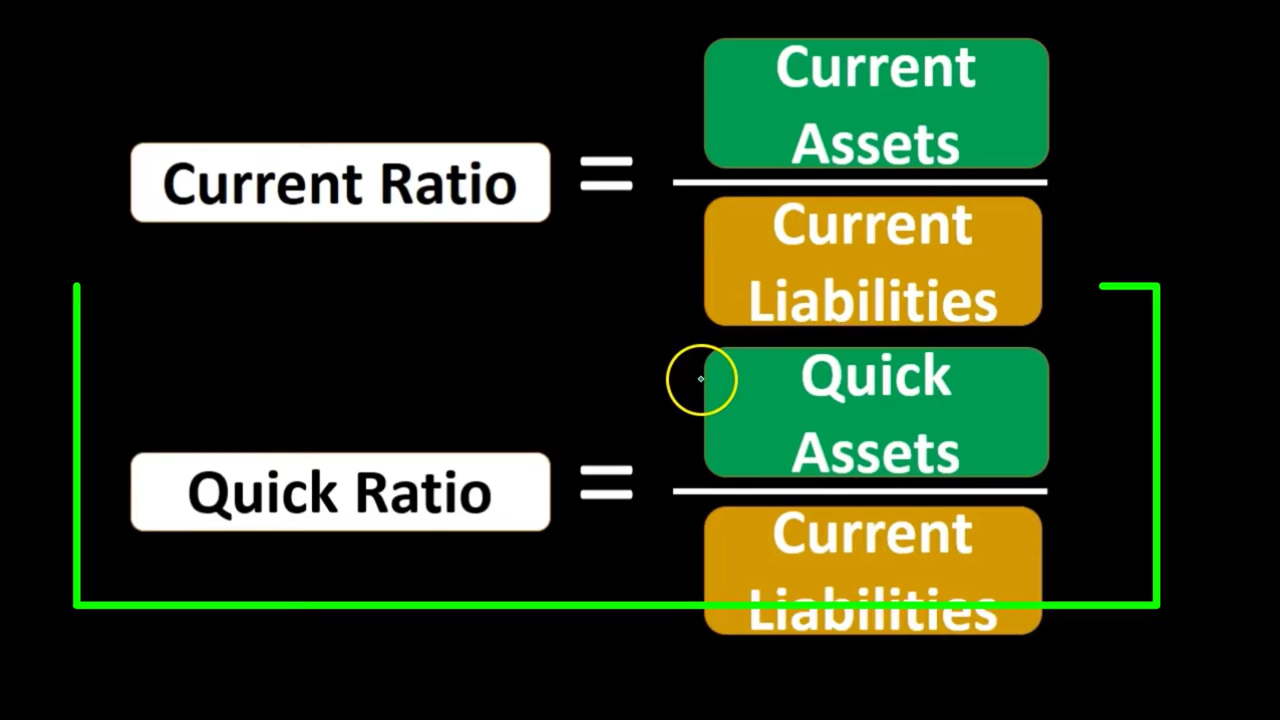 Current Ratio
=
Current
Assets
Current
Liabilities
Quick Ratio
=
Quick
Assets
Current
Liabilities